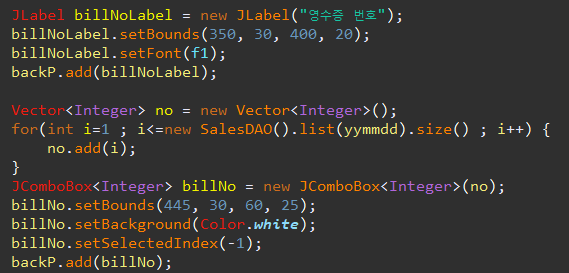 JLabel billNoLabel = new JLabel("영수증 번호");
billNoLabel.setBounds(350, 30, 400, 20);
billNoLabel.setFont(f1);
backP.add(billNoLabel);

Vector<Integer> no = new Vector<Integer>();
for(int i=1 ; i<=new SalesDAO().list(yymmdd).size() ; i++) {
    no.add(i);
}
JComboBox<Integer> billNo = new JComboBox<Integer>(no);
billNo.setBounds(445, 30, 60, 25);
billNo.setBackground(Color.white);
billNo.setSelectedIndex(-1);
backP.add(billNo);